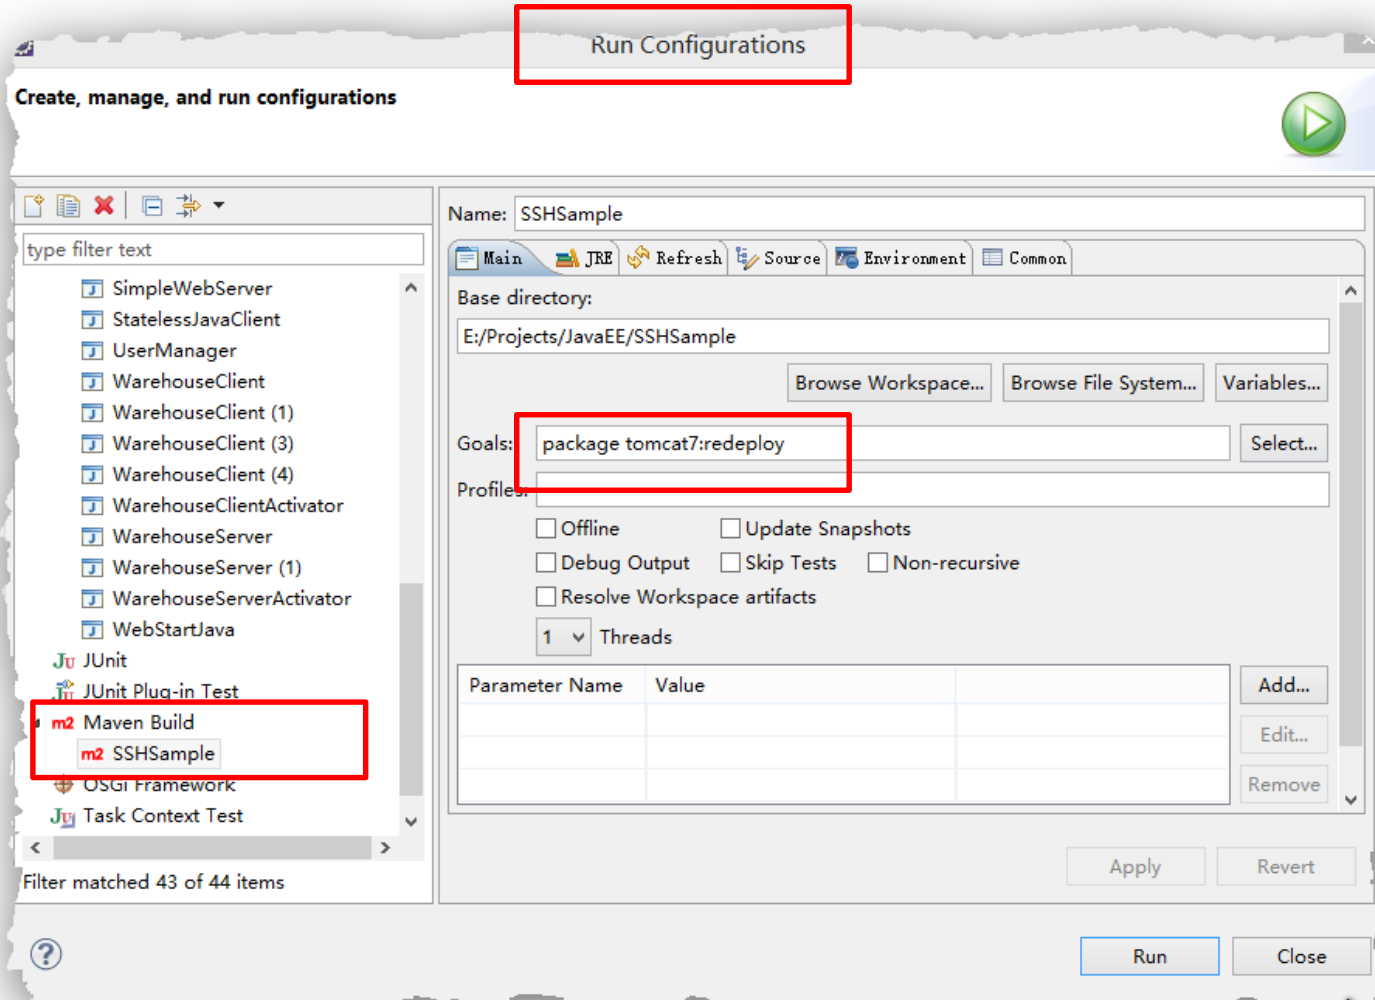 Run Configurations
Create, manage, and run configurations
type filter text
SimpleWebServer
StatelessJavaClient
UserManager
WarehouseClient
WarehouseClient (1)
WarehouseClient (3)
WarehouseClient (4)
WarehouseClientActivator
WarehouseServer
WarehouseServer (1)
WarehouseServerActivator
WebStartJava
JU JUnit
JUnit Plug-in Test
m2 Maven Build
m2 SSHSample
OSGi Framework
JU Task Context Test
Filter matched 43 of 44 items
Name: SSHSample
Main JRE Refresh Source Environment Common
Base directory:
E:/Projects/JavaEE/SSHSample
Browse Workspace... Browse File System... Variables...
Goals: package tomcat7:redeploy Select...
Profiles:
Offline Update Snapshots
Debug Output Skip Tests Non-recursive
Resolve Workspace artifacts
1 Threads
Parameter Name Value Add...
Edit...
Remove
Apply Revert
Run Close